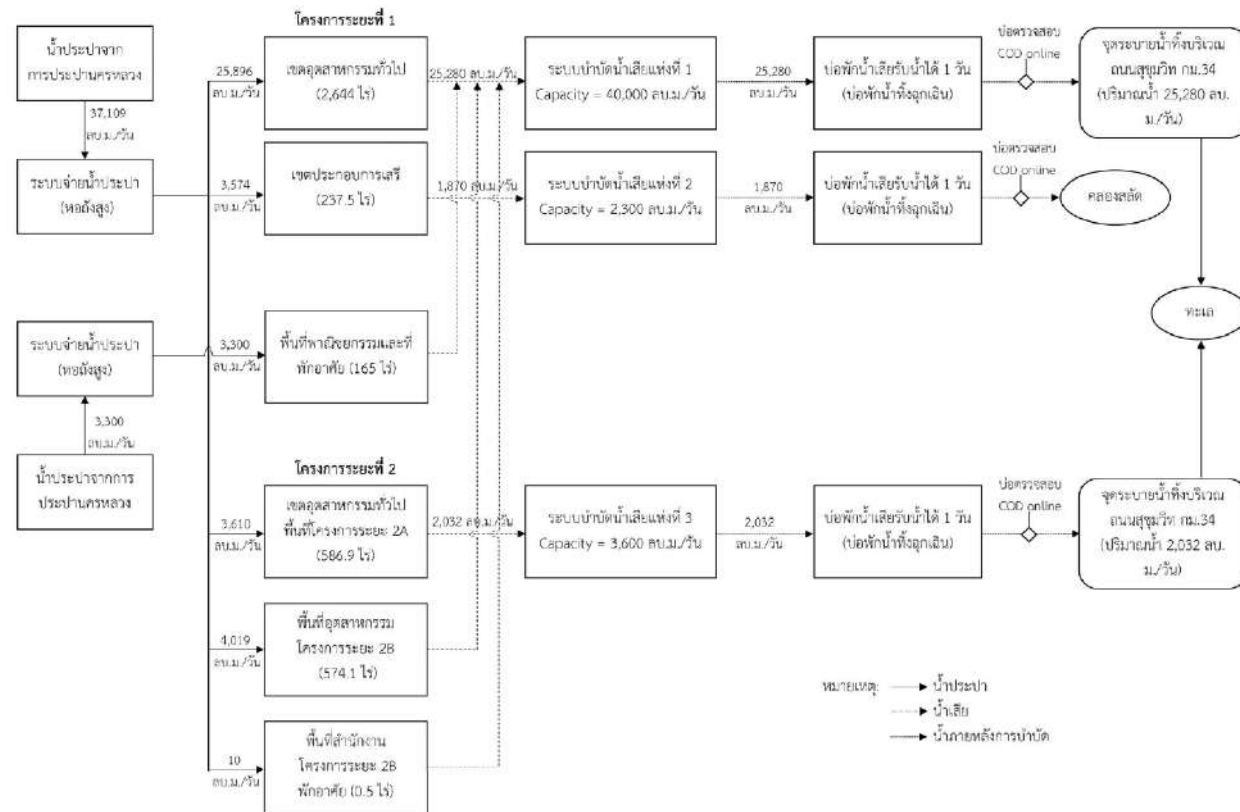 โครงการระยะที่ 1
น้ำประปาจาก
การประปานครหลวง
37,109
ลบ.ม./วัน
ระบบจ่ายน้ำประปา
(หอถังสูง)
25,896
ลบ.ม./วัน
เขตอุตสาหกรรมทั่วไป
(2,644 ไร่)
25,280 ลบ.ม./วัน
ระบบบำบัดน้ำเสียแห่งที่ 1
Capacity = 40,000 ลบ.ม./วัน
25,280
ลบ.ม./วัน
บ่อพักน้ำเสียรับน้ำได้ 1 วัน
(บ่อพักน้ำทิ้งฉุกเฉิน)
บ่อตรวจสอบ
COD online
จุดระบายน้ำทิ้งบริเวณ
ถนนสุขุมวิท กม.34
(ปริมาณน้ำ 25,280 ลบ.
ม./วัน)
3,574
ลบ.ม./วัน
เขตประกอบการเสรี
(237.5 ไร่)
1,870 ลบ.ม./วัน
ระบบบำบัดน้ำเสียแห่งที่ 2
Capacity = 2,300 ลบ.ม./วัน
1,870
ลบ.ม./วัน
บ่อพักน้ำเสียรับน้ำได้ 1 วัน
(บ่อพักน้ำทิ้งฉุกเฉิน)
บ่อตรวจสอบ
COD online
คลองสลัด
ทะเล
ระบบจ่ายน้ำประปา
(หอถังสูง)
3,300
ลบ.ม./วัน
พื้นที่พาณิชยกรรมและที่
พักอาศัย (165 ไร่)
3,300
ลบ.ม./วัน
น้ำประปาจากการ
ประปานครหลวง
โครงการระยะที่ 2
3,610
ลบ.ม./วัน
เขตอุตสาหกรรมทั่วไป
พื้นที่โครงการระยะ 2A
(586.9 ไร่)
2,032 ลบ.ม./วัน
ระบบบำบัดน้ำเสียแห่งที่ 3
Capacity = 3,600 ลบ.ม./วัน
2,032
ลบ.ม./วัน
บ่อพักน้ำเสียรับน้ำได้ 1 วัน
(บ่อพักน้ำทิ้งฉุกเฉิน)
บ่อตรวจสอบ
COD online
จุดระบายน้ำทิ้งบริเวณ
ถนนสุขุมวิท กม.34
(ปริมาณน้ำ 2,032 ลบ.
ม./วัน)
4,019
ลบ.ม./วัน
พื้นที่อุตสาหกรรม
โครงการระยะ 2B
(574.1 ไร่)
10
ลบ.ม./วัน
พื้นที่สำนักงาน
โครงการระยะ 2B
พักอาศัย (0.5 ไร่)
หมายเหตุ:
น้ำประปา
น้ำเสีย
น้ำภายหลังการบำบัด